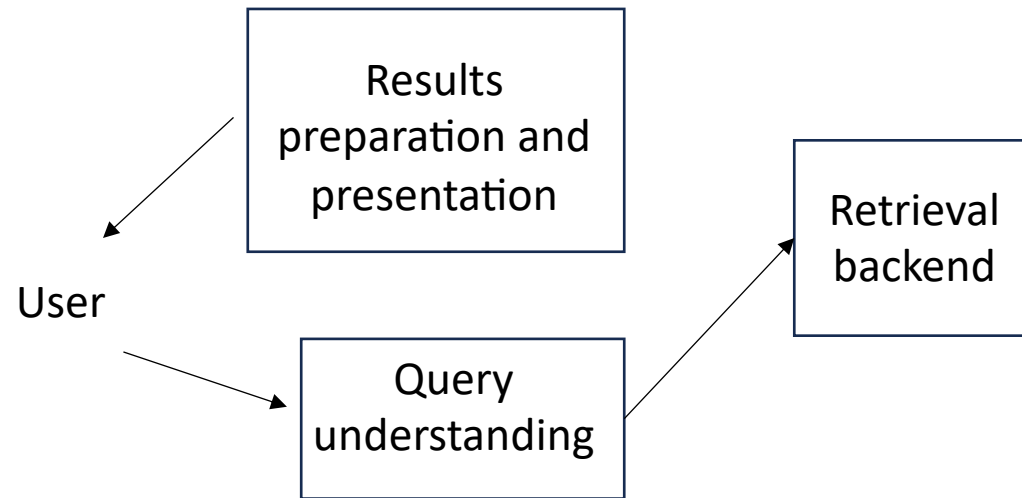 Results
preparation and
presentation
Retrieval
backend
User
Query
understanding